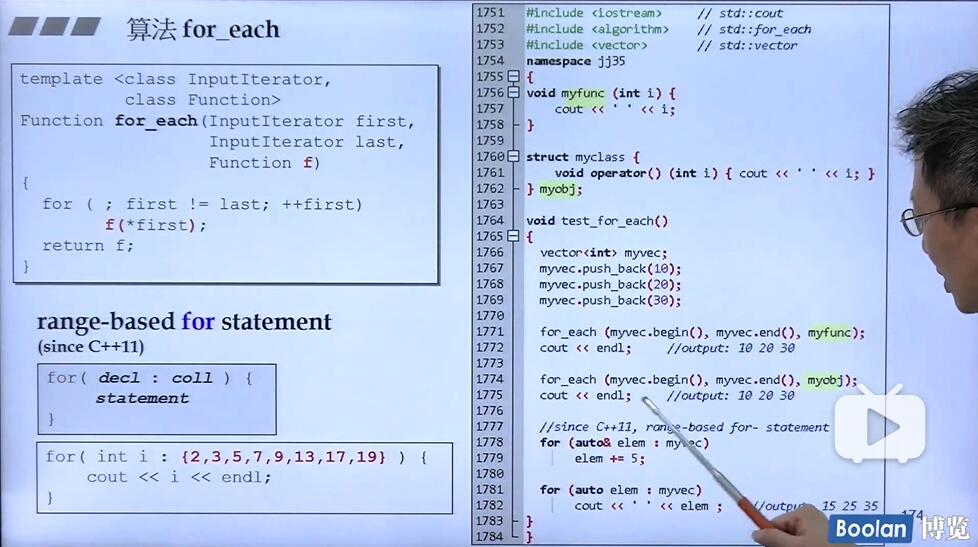 算法 for_each
template <class InputIterator,
class Function>
Function for_each(InputIterator first,
InputIterator last,
Function f)
{
for ( ; first != last; ++first)
f(*first);
return f;
}
range-based for statement
(since C++11)
for( decl : coll ) {
statement
}
for( int i : {2,3,5,7,9,13,17,19} ) {
cout << i << endl;
}
1751 #include <iostream> // std::cout
1752 #include <algorithm> // std::for_each
1753 #include <vector> // std::vector
1754 namespace jj35
1755 {
1756 void myfunc (int i) {
1757 cout << ' ' << i;
1758 }
1759
1760 struct myclass {
1761 void operator() (int i) { cout << ' ' << i; }
1762 } myobj;
1763
1764 void test_for_each()
1765 {
1766 vector<int> myvec;
1767 myvec.push_back(10);
1768 myvec.push_back(20);
1769 myvec.push_back(30);
1770
1771 for_each (myvec.begin(), myvec.end(), myfunc);
1772 cout << endl; //output: 10 20 30
1773
1774 for_each (myvec.begin(), myvec.end(), myobj);
1775 cout << endl; //output: 10 20 30
1776
1777 //since C++11, range-based for- statement
1778 for (auto& elem : myvec)
1779 elem += 5;
1780
1781 for (auto elem : myvec)
1782 cout << ' ' << elem ; //output: 15 25 35
1783 }
1784 }
174
Boolan 博览